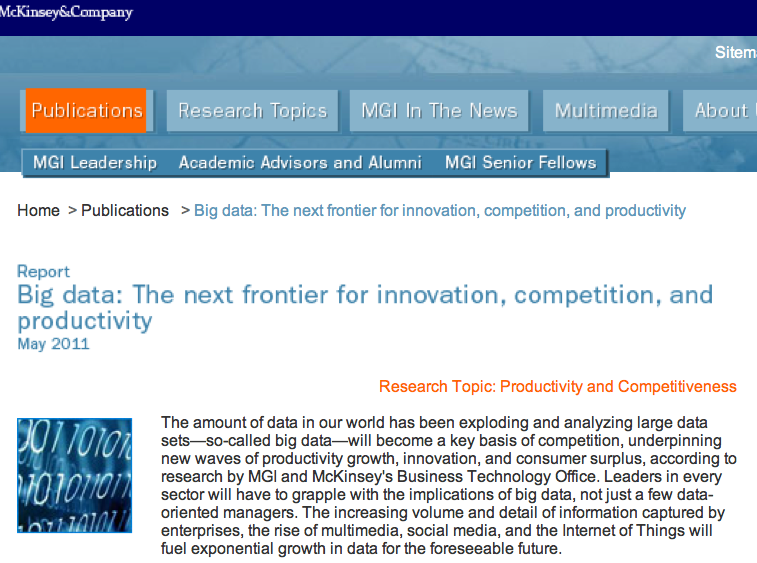 McKinsey&Company
Sitem
Publications Research Topics MGI In The News Multimedia About
MGI Leadership Academic Advisors and Alumni MGI Senior Fellows
Home > Publications > Big data: The next frontier for innovation, competition, and productivity
Report
Big data: The next frontier for innovation, competition, and
productivity
May 2011
Research Topic: Productivity and Competitiveness
The amount of data in our world has been exploding and analyzing large data
sets—so-called big data—will become a key basis of competition, underpinning
new waves of productivity growth, innovation, and consumer surplus, according to
research by MGI and McKinsey's Business Technology Office. Leaders in every
sector will have to grapple with the implications of big data, not just a few data-
oriented managers. The increasing volume and detail of information captured by
enterprises, the rise of multimedia, social media, and the Internet of Things will
fuel exponential growth in data for the foreseeable future.